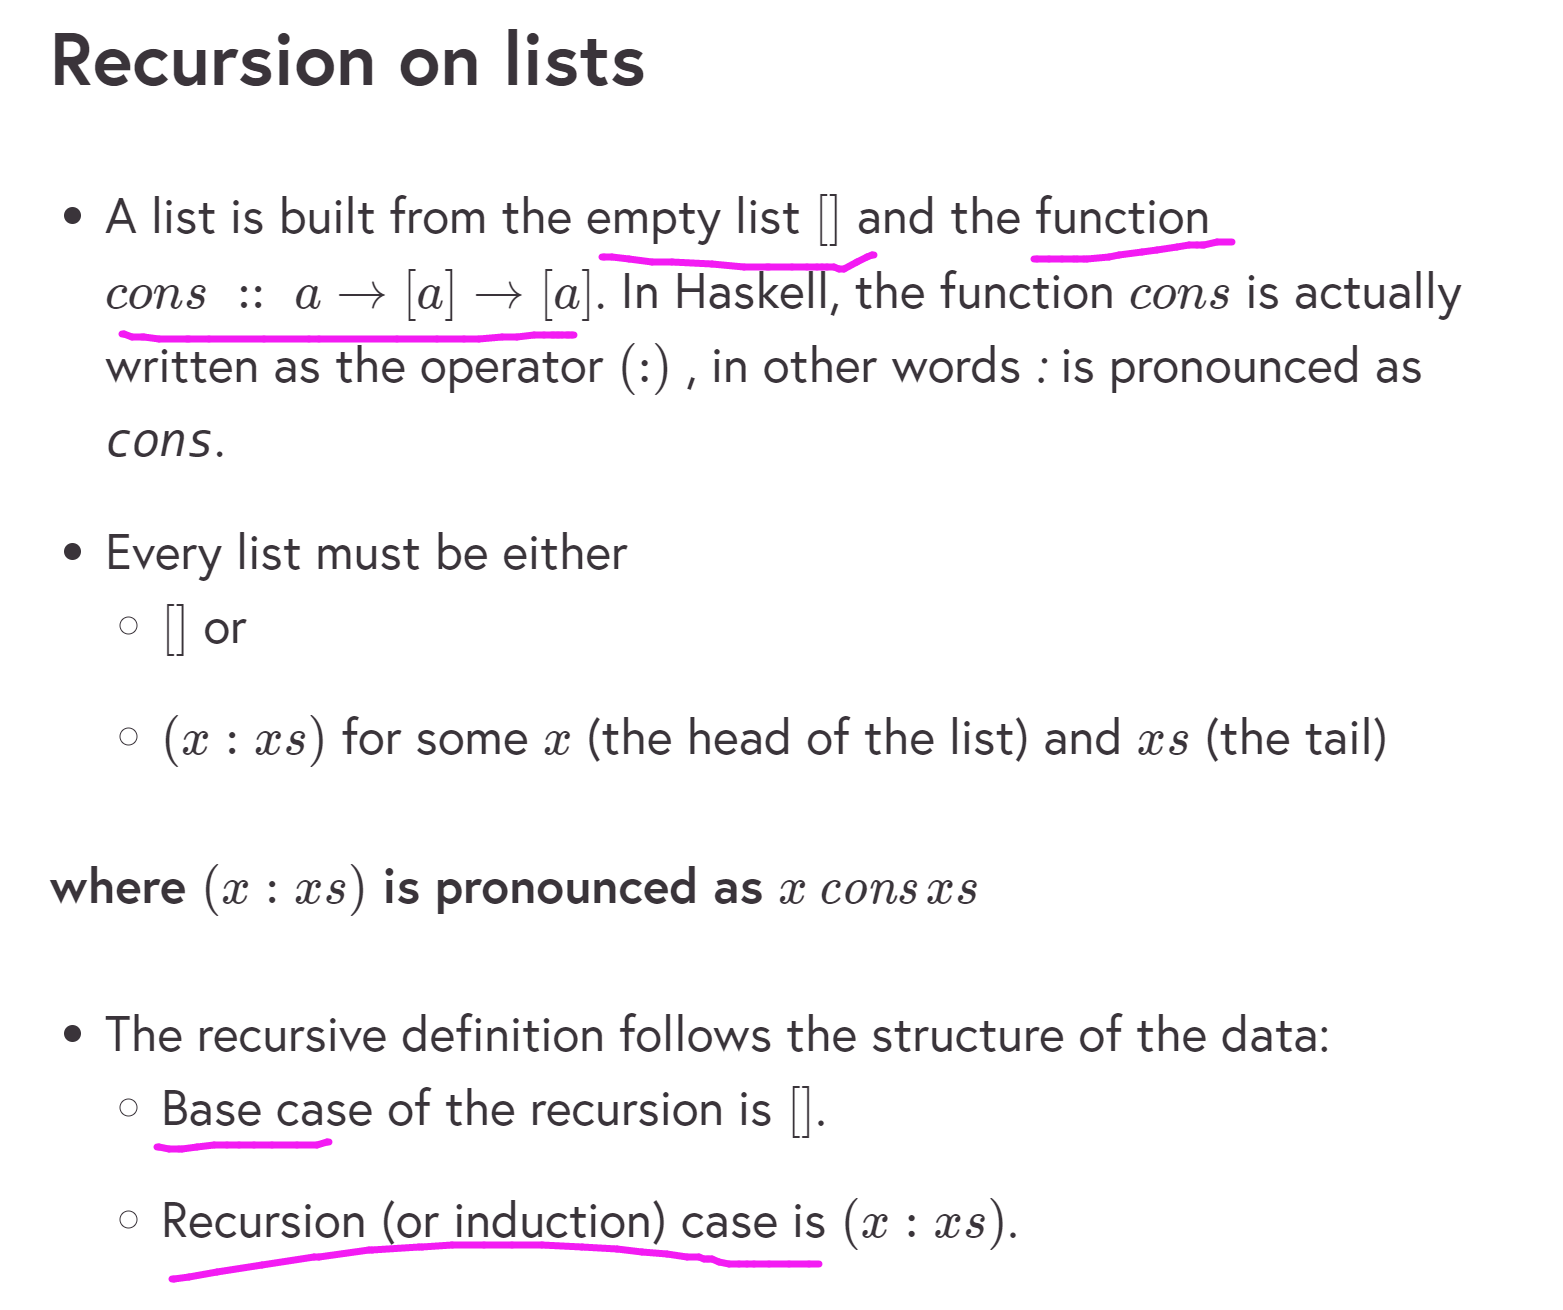 Recursion on lists
• A list is built from the empty list [] and the function
cons :: a → [a] → [a]. In Haskell, the function cons is actually
written as the operator (:) , in other words : is pronounced as
cons.
• Every list must be either
○ [] or
○ (x : xs) for some x (the head of the list) and xs (the tail)
where (x : xs) is pronounced as x cons xs
• The recursive definition follows the structure of the data:
○ Base case of the recursion is [].
○ Recursion (or induction) case is (x : xs).